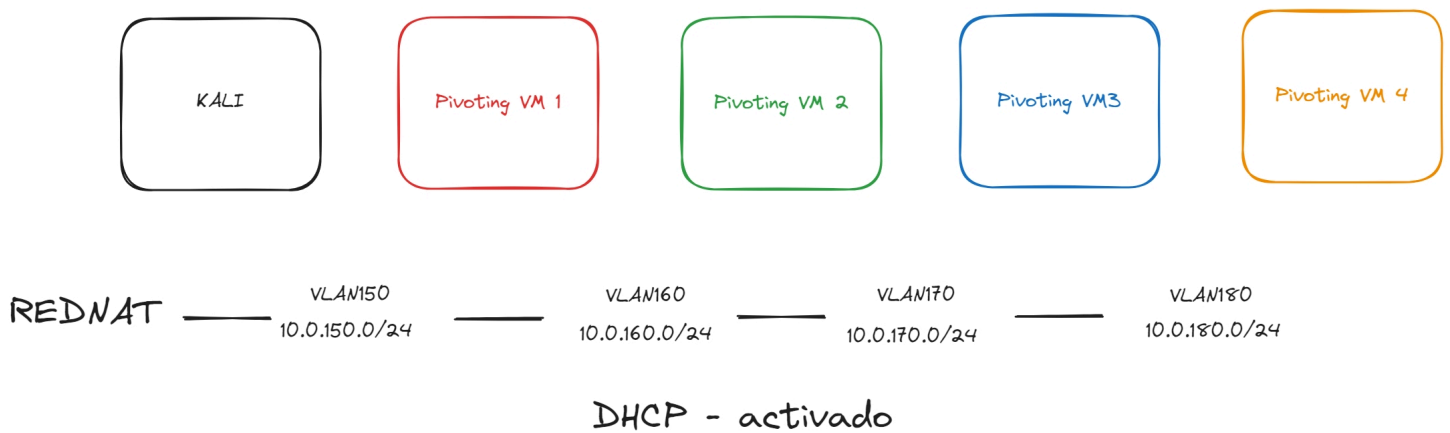 KALI
Pivoting VM 1
Pivoting VM 2
Pivoting VM3
Pivoting VM 4
REDNAT
VLAN150
10.0.150.0/24
VLAN160
10.0.160.0/24
VLAN170
10.0.170.0/24
VLAN180
10.0.180.0/24
DHCP - activado